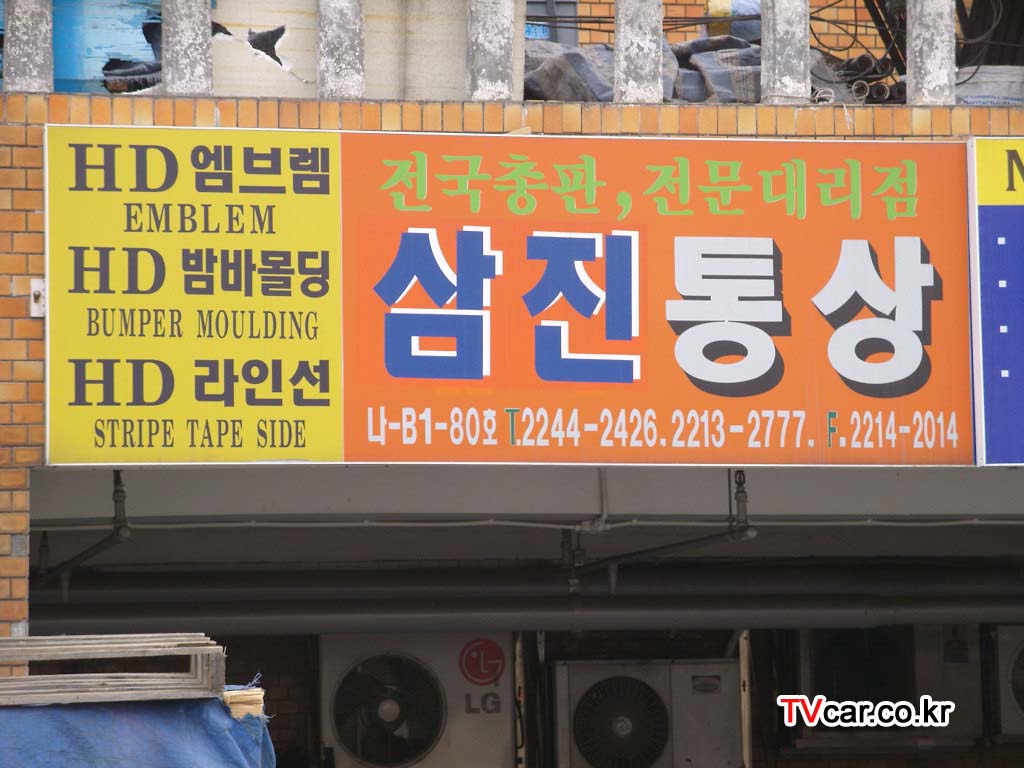 HD 엠브렘
EMBLEM
HD 밤바몰딩
BUMPER MOULDING
HD 라인선
STRIPE TAPE SIDE
전국총판, 전문대리점
삼진통상
나-B1-80호 T.2244-2426. 2213-2777. F. 2214-2014
N
LG
TVcar.co.kr